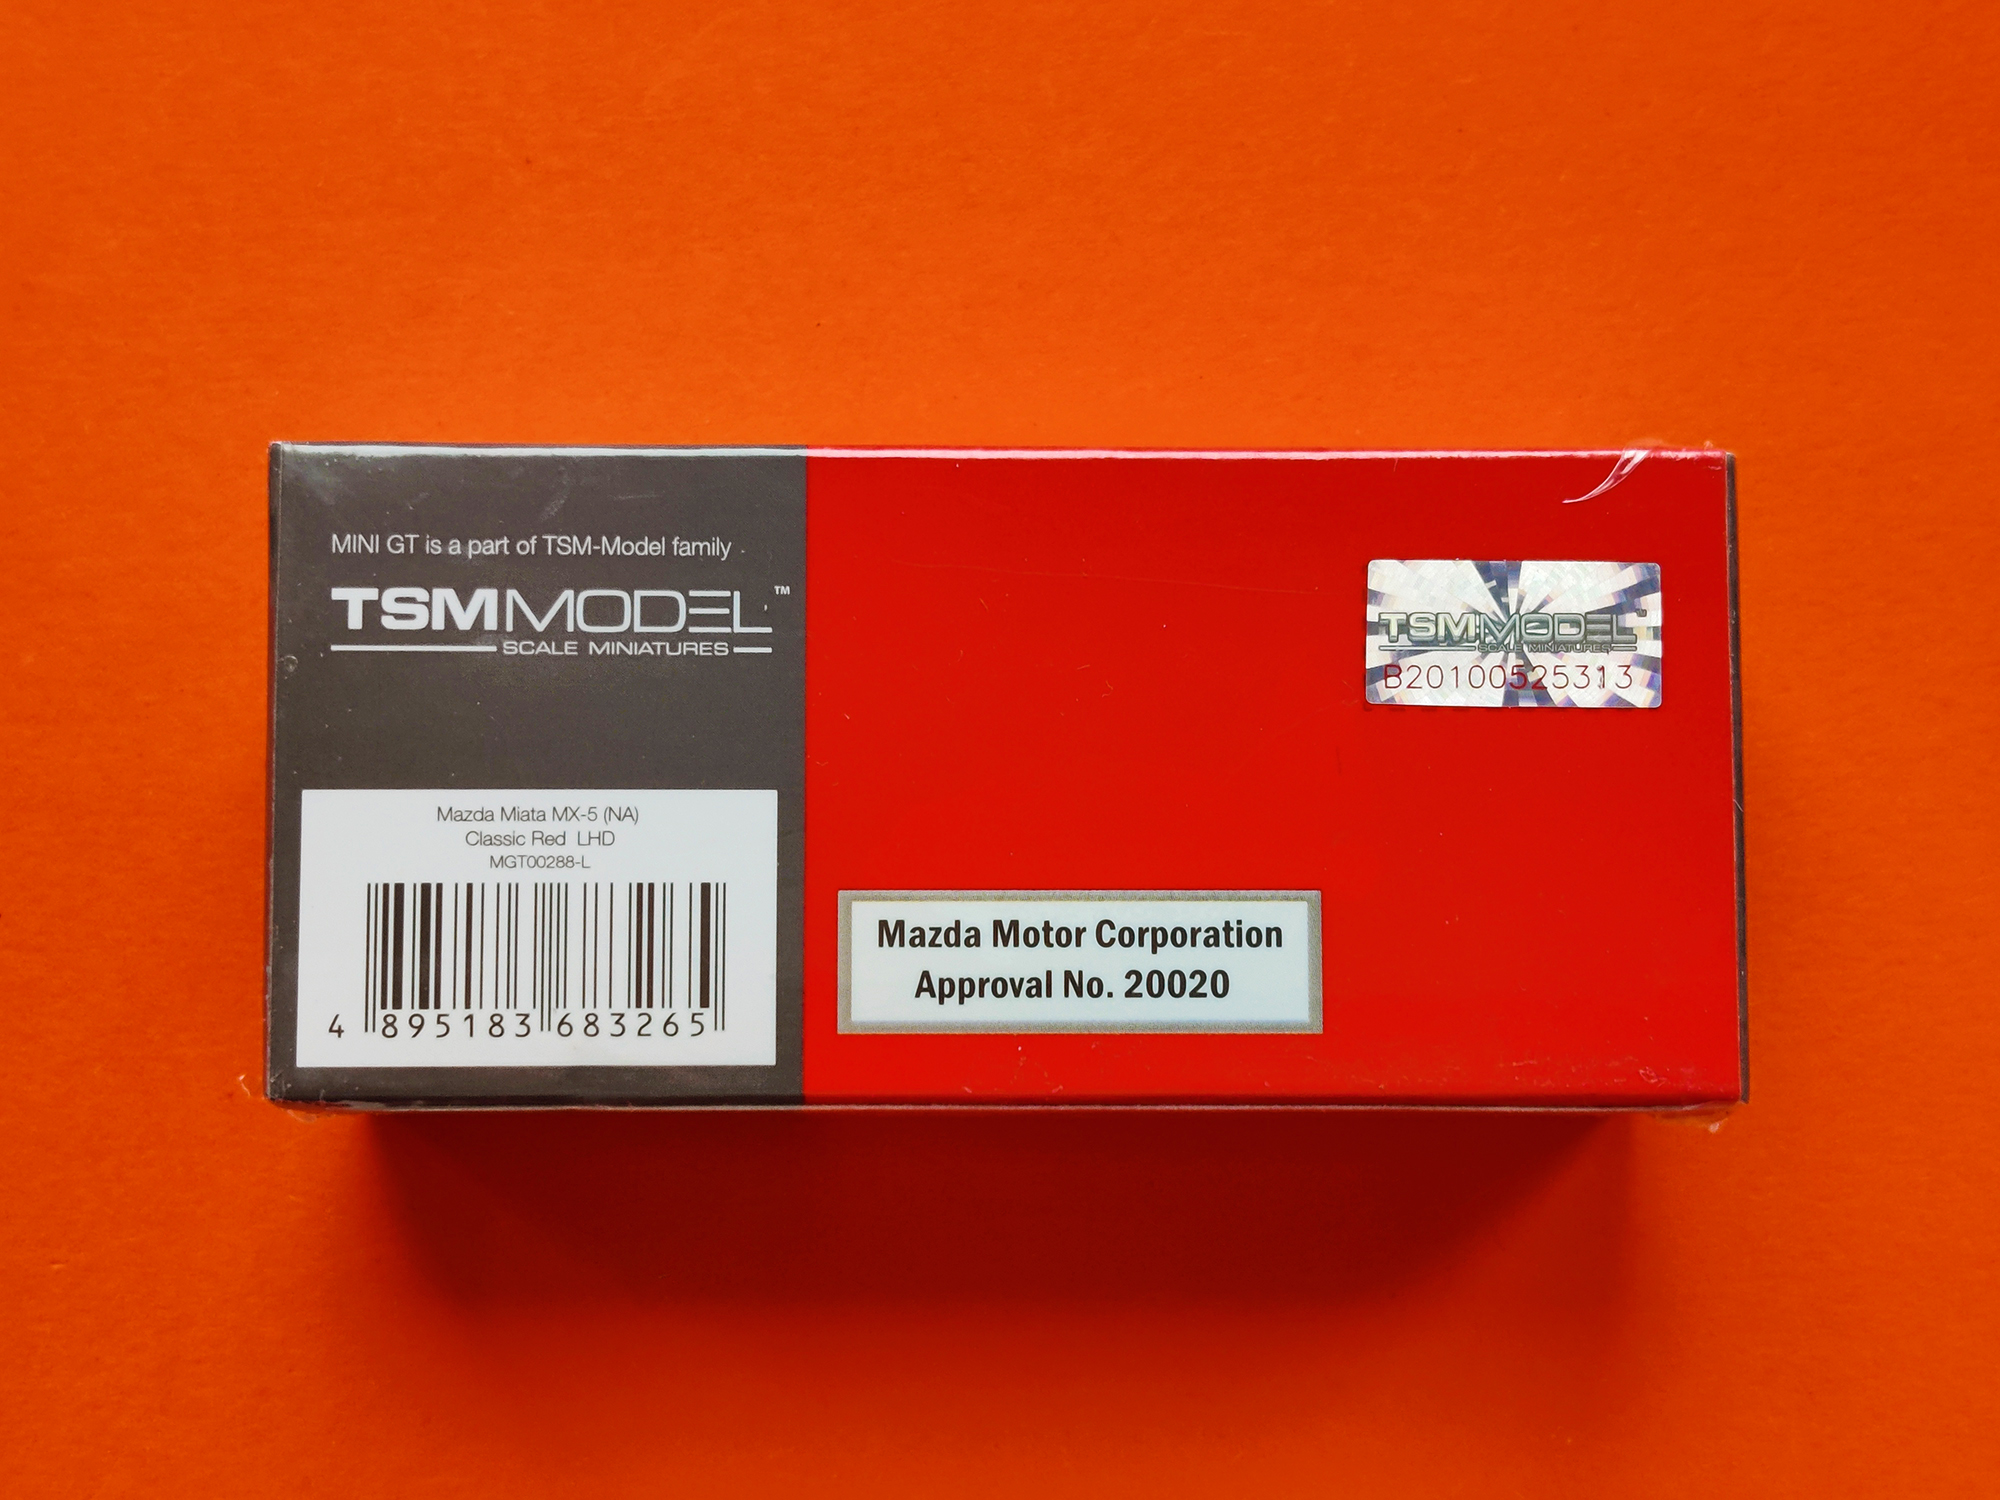 MINI GT is a part of TSM-Model family
TSMMODEL™
SCALE MINIATURES
Mazda Miata MX-5 (NA)
Classic Red LHD
MGT00288-L
4 895183 683265
TSMMODEL™
SCALE MINIATURES
B20100525313
Mazda Motor Corporation
Approval No. 20020